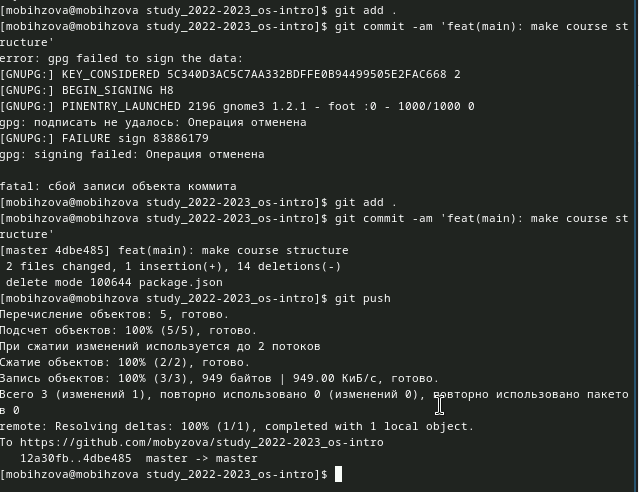 [mobihzova@mobihzova study_2022-2023_os-intro]$ git add .
[mobihzova@mobihzova study_2022-2023_os-intro]$ git commit -am 'feat(main): make course st
ructure'
error: gpg failed to sign the data:
[GNUPG:] KEY_CONSIDERED 5C340D3AC5C7AA332BDFFE0B94499505E2FAC668 2
[GNUPG:] BEGIN_SIGNING H8
[GNUPG:] PINENTRY_LAUNCHED 2196 gnome3 1.2.1 - foot :0 - 1000/1000 0
gpg: подписать не удалось: Операция отменена
[GNUPG:] FAILURE sign 83886179
gpg: signing failed: Операция отменена
fatal: сбой записи объекта коммита
[mobihzova@mobihzova study_2022-2023_os-intro]$ git add .
[mobihzova@mobihzova study_2022-2023_os-intro]$ git commit -am 'feat(main): make course st
ructure'
[master 4dbe485] feat(main): make course structure
2 files changed, 1 insertion(+), 14 deletions(-)
delete mode 100644 package.json
[mobihzova@mobihzova study_2022-2023_os-intro]$ git push
Перечисление объектов: 5, готово.
Подсчет объектов: 100% (5/5), готово.
При сжатии изменений используется до 2 потоков
Сжатие объектов: 100% (2/2), готово.
Запись объектов: 100% (3/3), 949 байтов | 949.00 КиБ/с, готово.
Всего 3 (изменений 1), повторно использовано 0 (изменений 0), повторно использовано пакето
в 0
remote: Resolving deltas: 100% (1/1), completed with 1 local object.
To https://github.com/mobyzova/study_2022-2023_os-intro
12a30fb..4dbe485 master -> master
[mobihzova@mobihzova study_2022-2023_os-intro]$